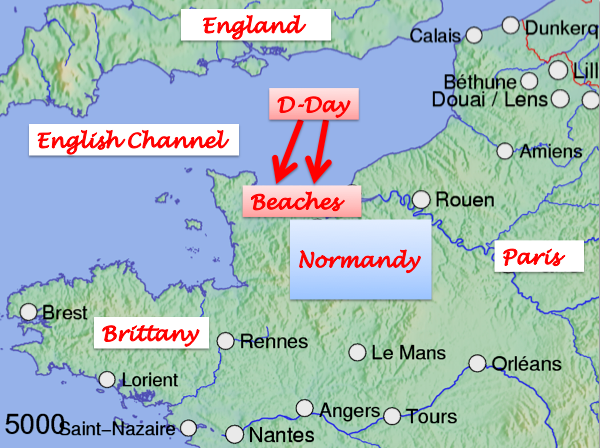 England
Calais
Dunkerq
Lill
Béthune
Douai / Lens
D-Day
English Channel
Amiens
Beaches
Rouen
Normandy
Paris
Brest
Brittany
Rennes
Le Mans
Orléans
Lorient
Angers
Tours
5000
Saint-Nazaire
Nantes